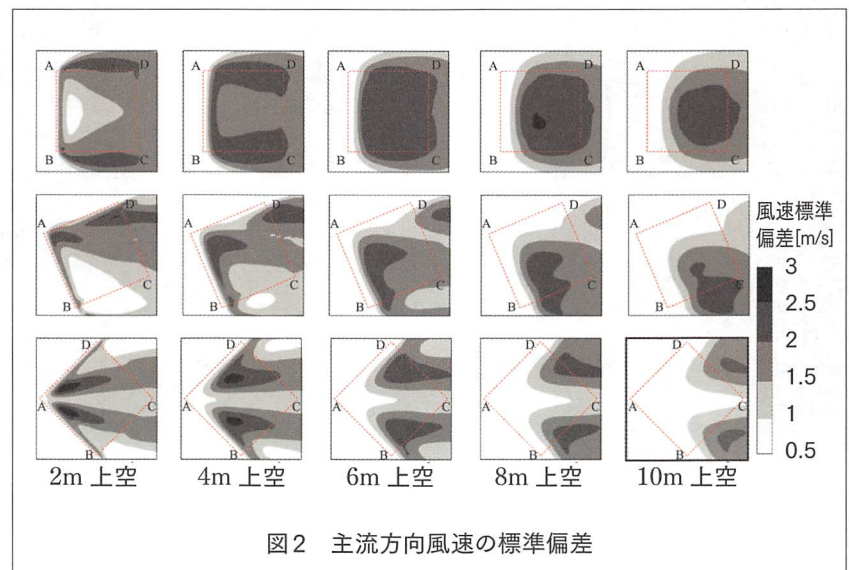 A D A D A D A D A D
B C B C B C B C B C
D D D D D
A A A A A
風速標準
偏差[m/s]
C C C C C
B B B B B
3
2.5
2
1.5
1
0.5
D D D D D
A C A C A C A C A C
B B B B B
2m 上空 4m 上空 6m 上空 8m 上空 10m 上空
図2 主流方向風速の標準偏差